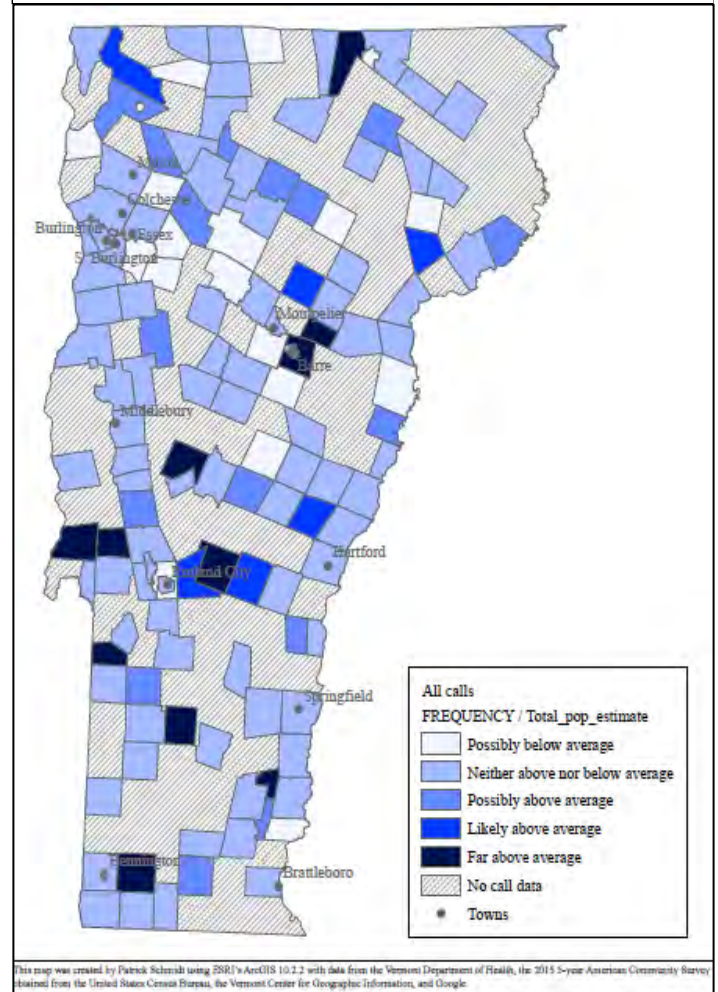 Milton
Colchester
Burlington
Essex
S. Burlington
Montpelier
Barre
Middlebury
Hartford
Rutland City
Springfield
Bennington
Brattleboro
All calls
FREQUENCY / Total_pop_estimate
Possibly below average
Neither above nor below average
Possibly above average
Likely above average
Far above average
No call data
Towns
This map was created by Patrick Schmidt using ESRI's ArcGIS 10.2.2 with data from the Vermont Department of Health, the 2015 5-year American Community Survey
obtained from the United States Census Bureau, the Vermont Center for Geographic Information, and Google.